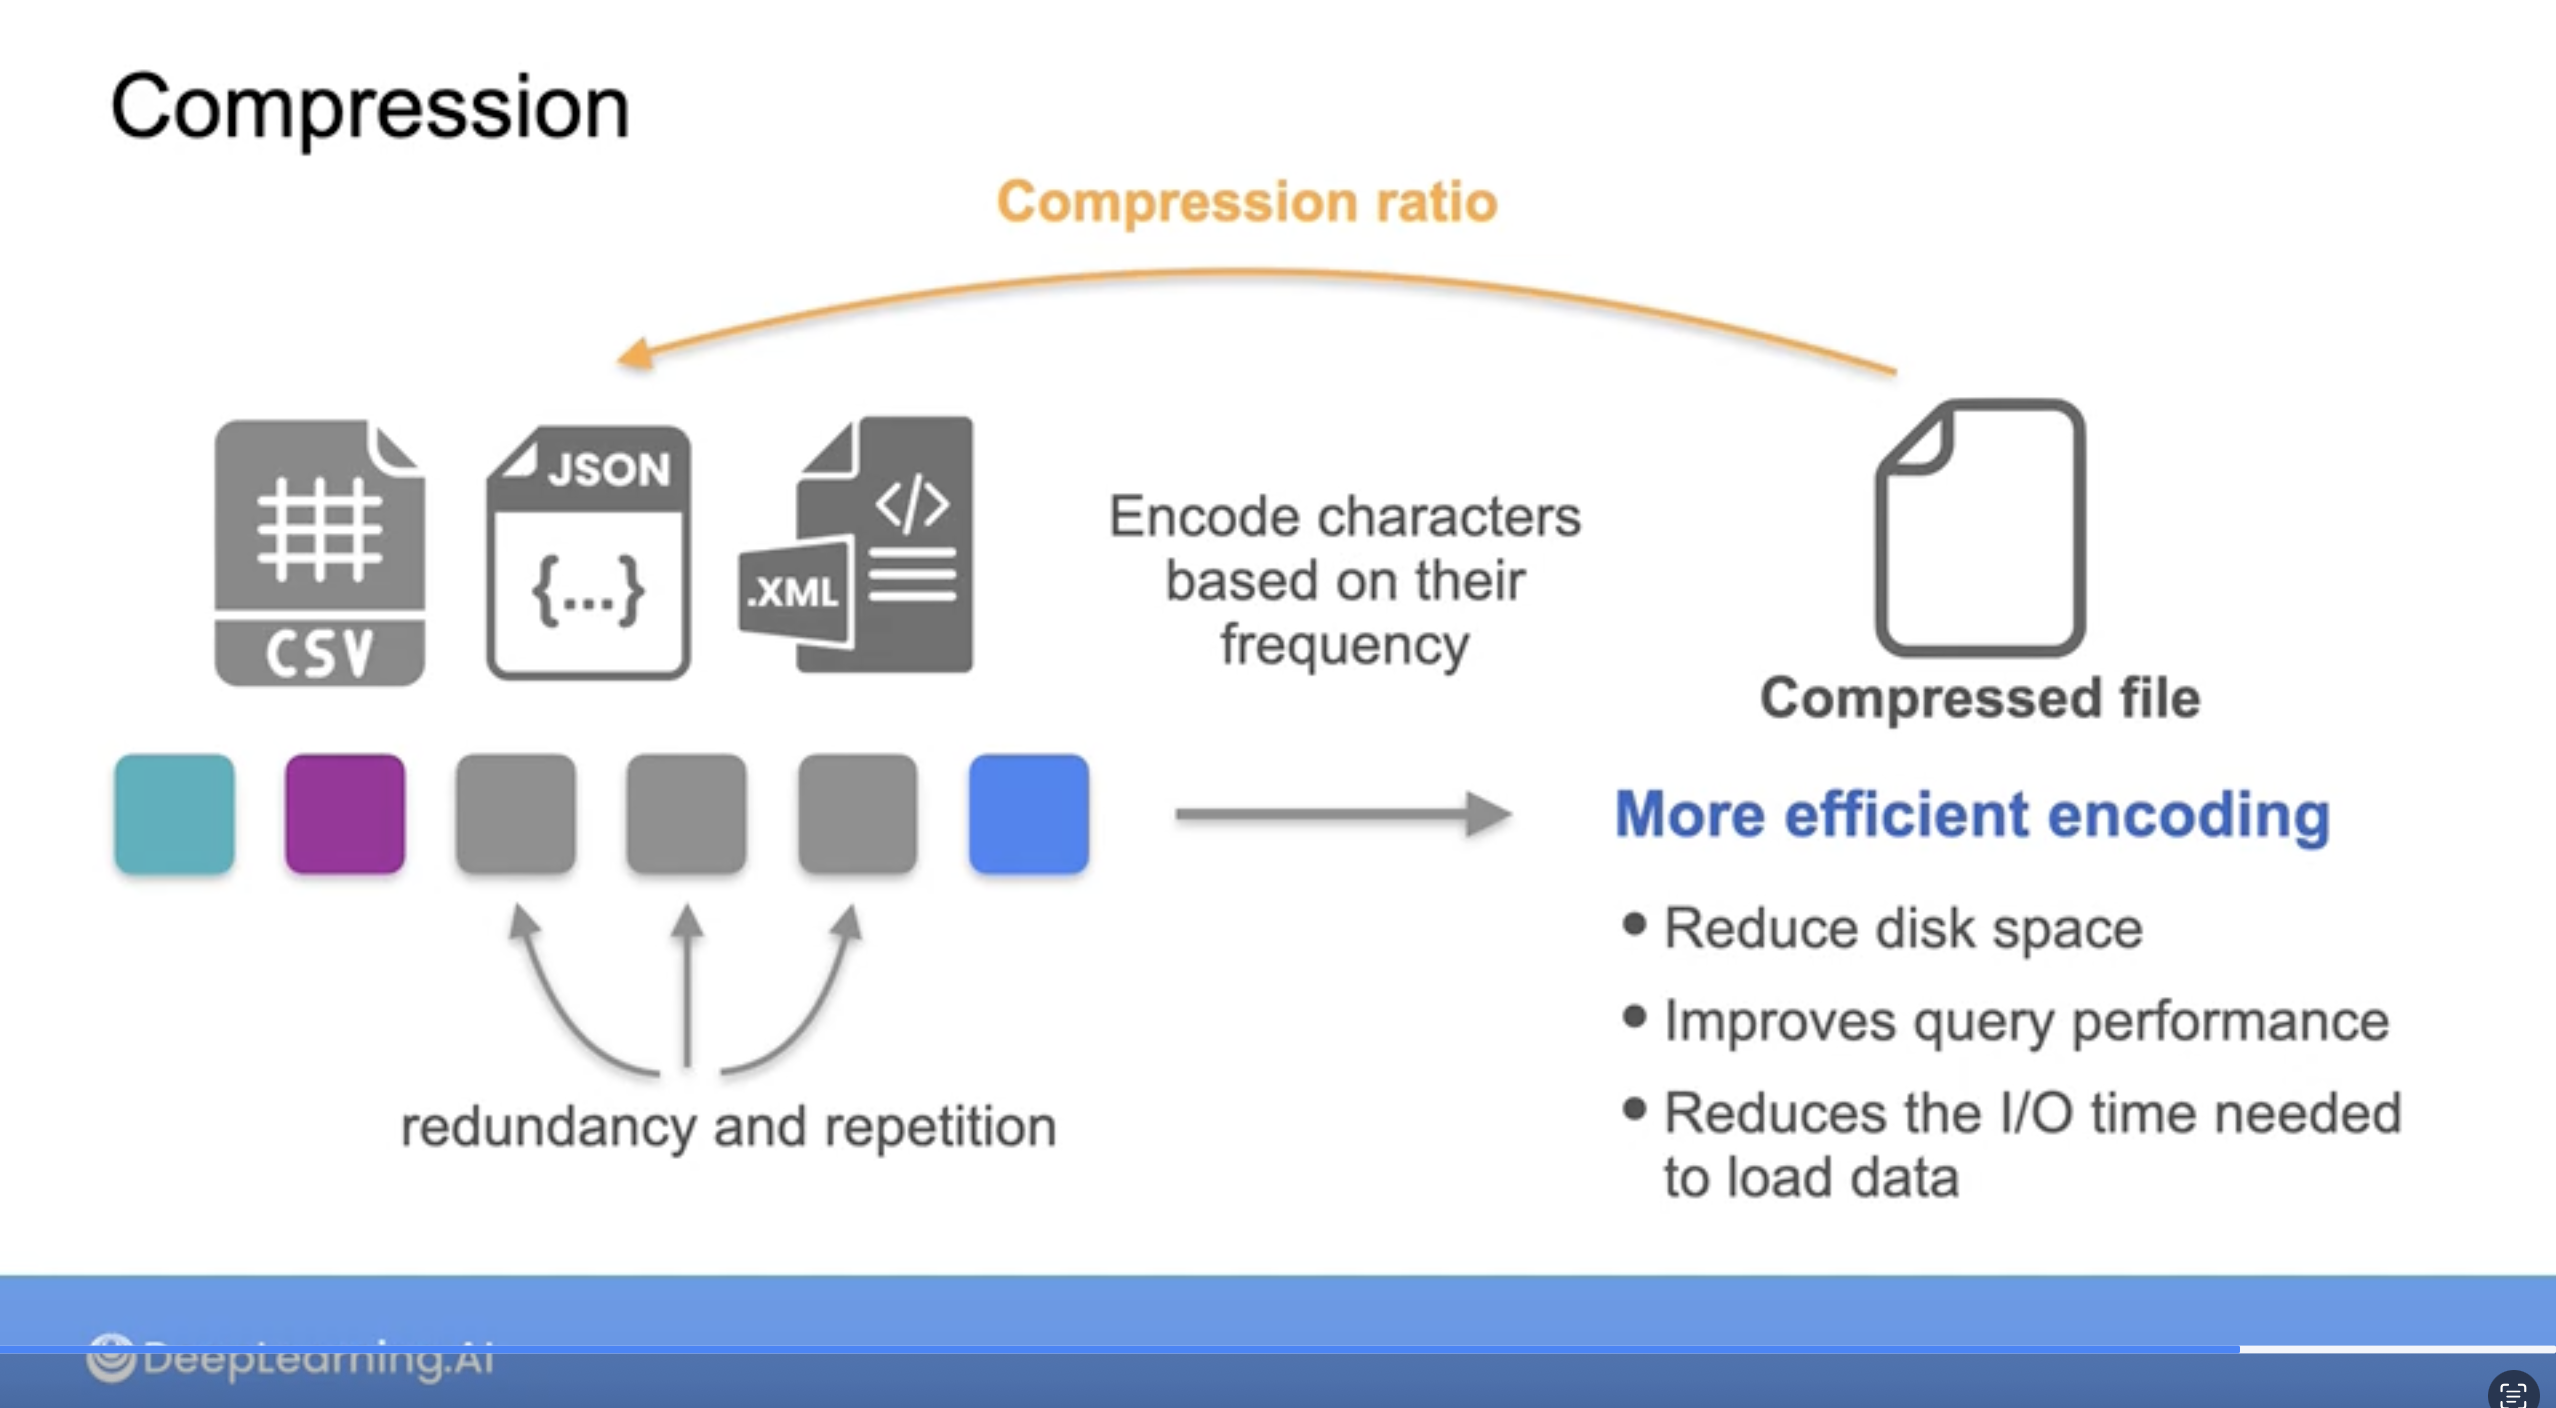 Compression
Compression ratio
CSV
JSON
{...}
</>
.XML
Encode characters
based on their
frequency
Compressed file
More efficient encoding
• Reduce disk space
• Improves query performance
• Reduces the I/O time needed
to load data
redundancy and repetition
DeepLearning.AI